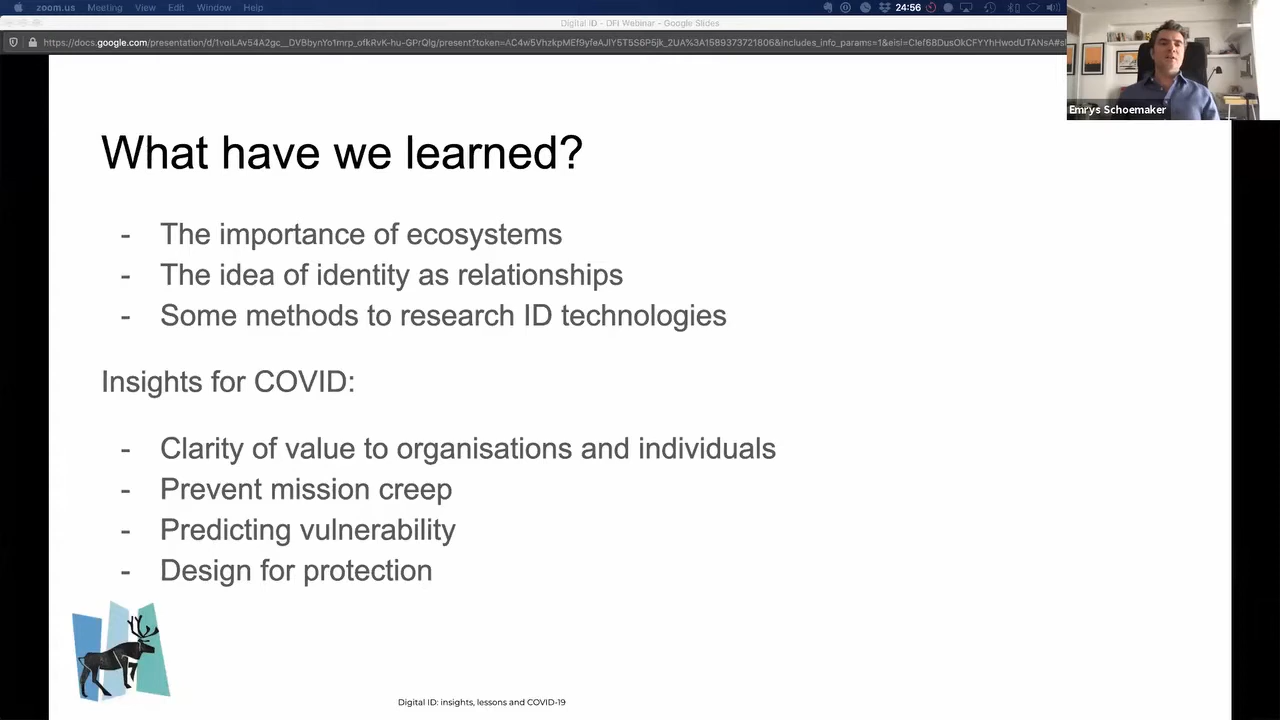 zoom.us Meeting View Edit Window Help
24:56
Digital ID - DFI Webinar - Google Slides
Emrys Schoemaker
What have we learned?
- The importance of ecosystems
- The idea of identity as relationships
- Some methods to research ID technologies
Insights for COVID:
- Clarity of value to organisations and individuals
- Prevent mission creep
- Predicting vulnerability
- Design for protection
Digital ID: insights, lessons and COVID-19